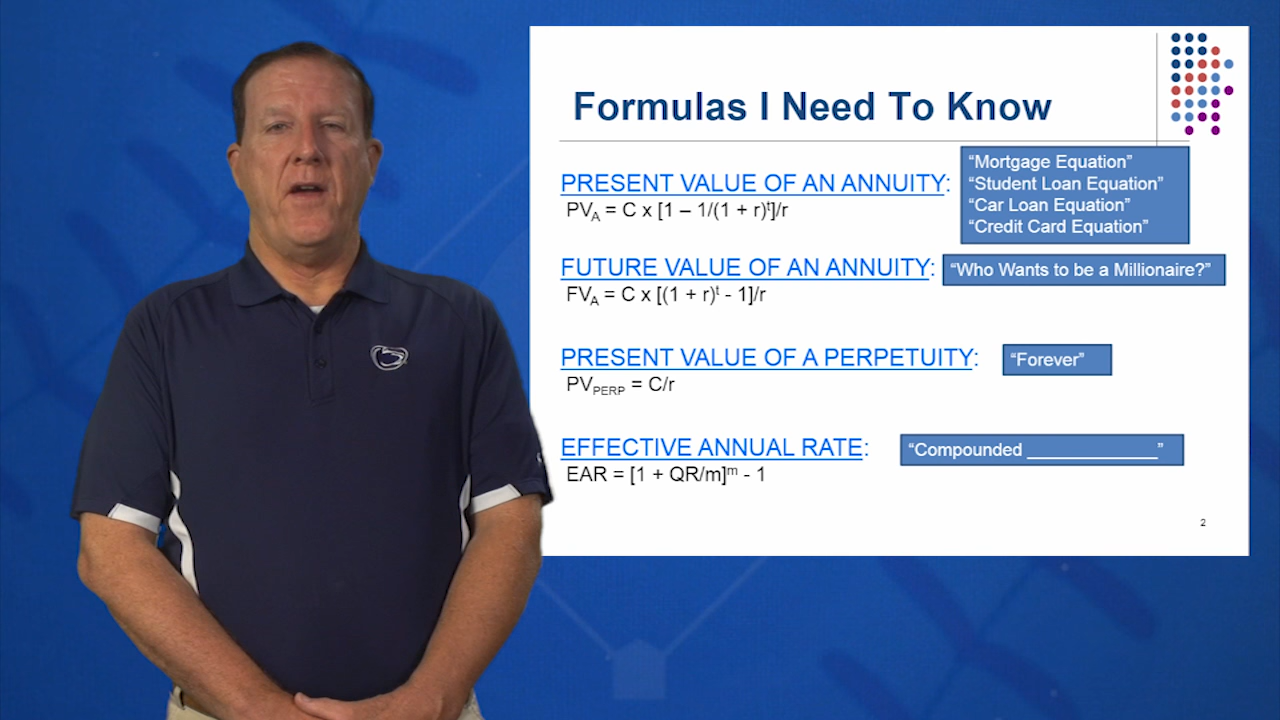 Formulas I Need To Know
PRESENT VALUE OF AN ANNUITY:
PVA = C x [1 – 1/(1 + r)t]/r
“Mortgage Equation”
“Student Loan Equation”
“Car Loan Equation”
“Credit Card Equation”
FUTURE VALUE OF AN ANNUITY:
“Who Wants to be a Millionaire?”
FVA = C x [(1 + r)t - 1]/r
PRESENT VALUE OF A PERPETUITY:
“Forever”
PVPERP = C/r
EFFECTIVE ANNUAL RATE:
“Compounded _____________”
EAR = [1 + QR/m]m - 1
2